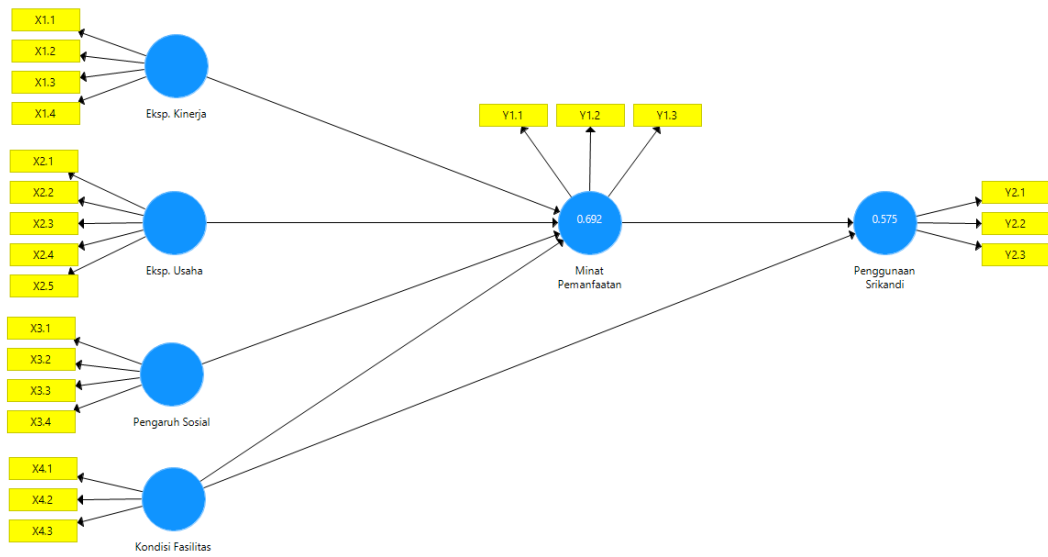 X1.1
X1.2
X1.3
X1.4
Eksp. Kinerja
X2.1
X2.2
X2.3
X2.4
X2.5
Eksp. Usaha
X3.1
X3.2
X3.3
X3.4
Pengaruh Sosial
X4.1
X4.2
X4.3
Kondisi Fasilitas
Y1.1
Y1.2
Y1.3
0.692
Minat
Pemanfaatan
0.575
Penggunaan
Srikandi
Y2.1
Y2.2
Y2.3